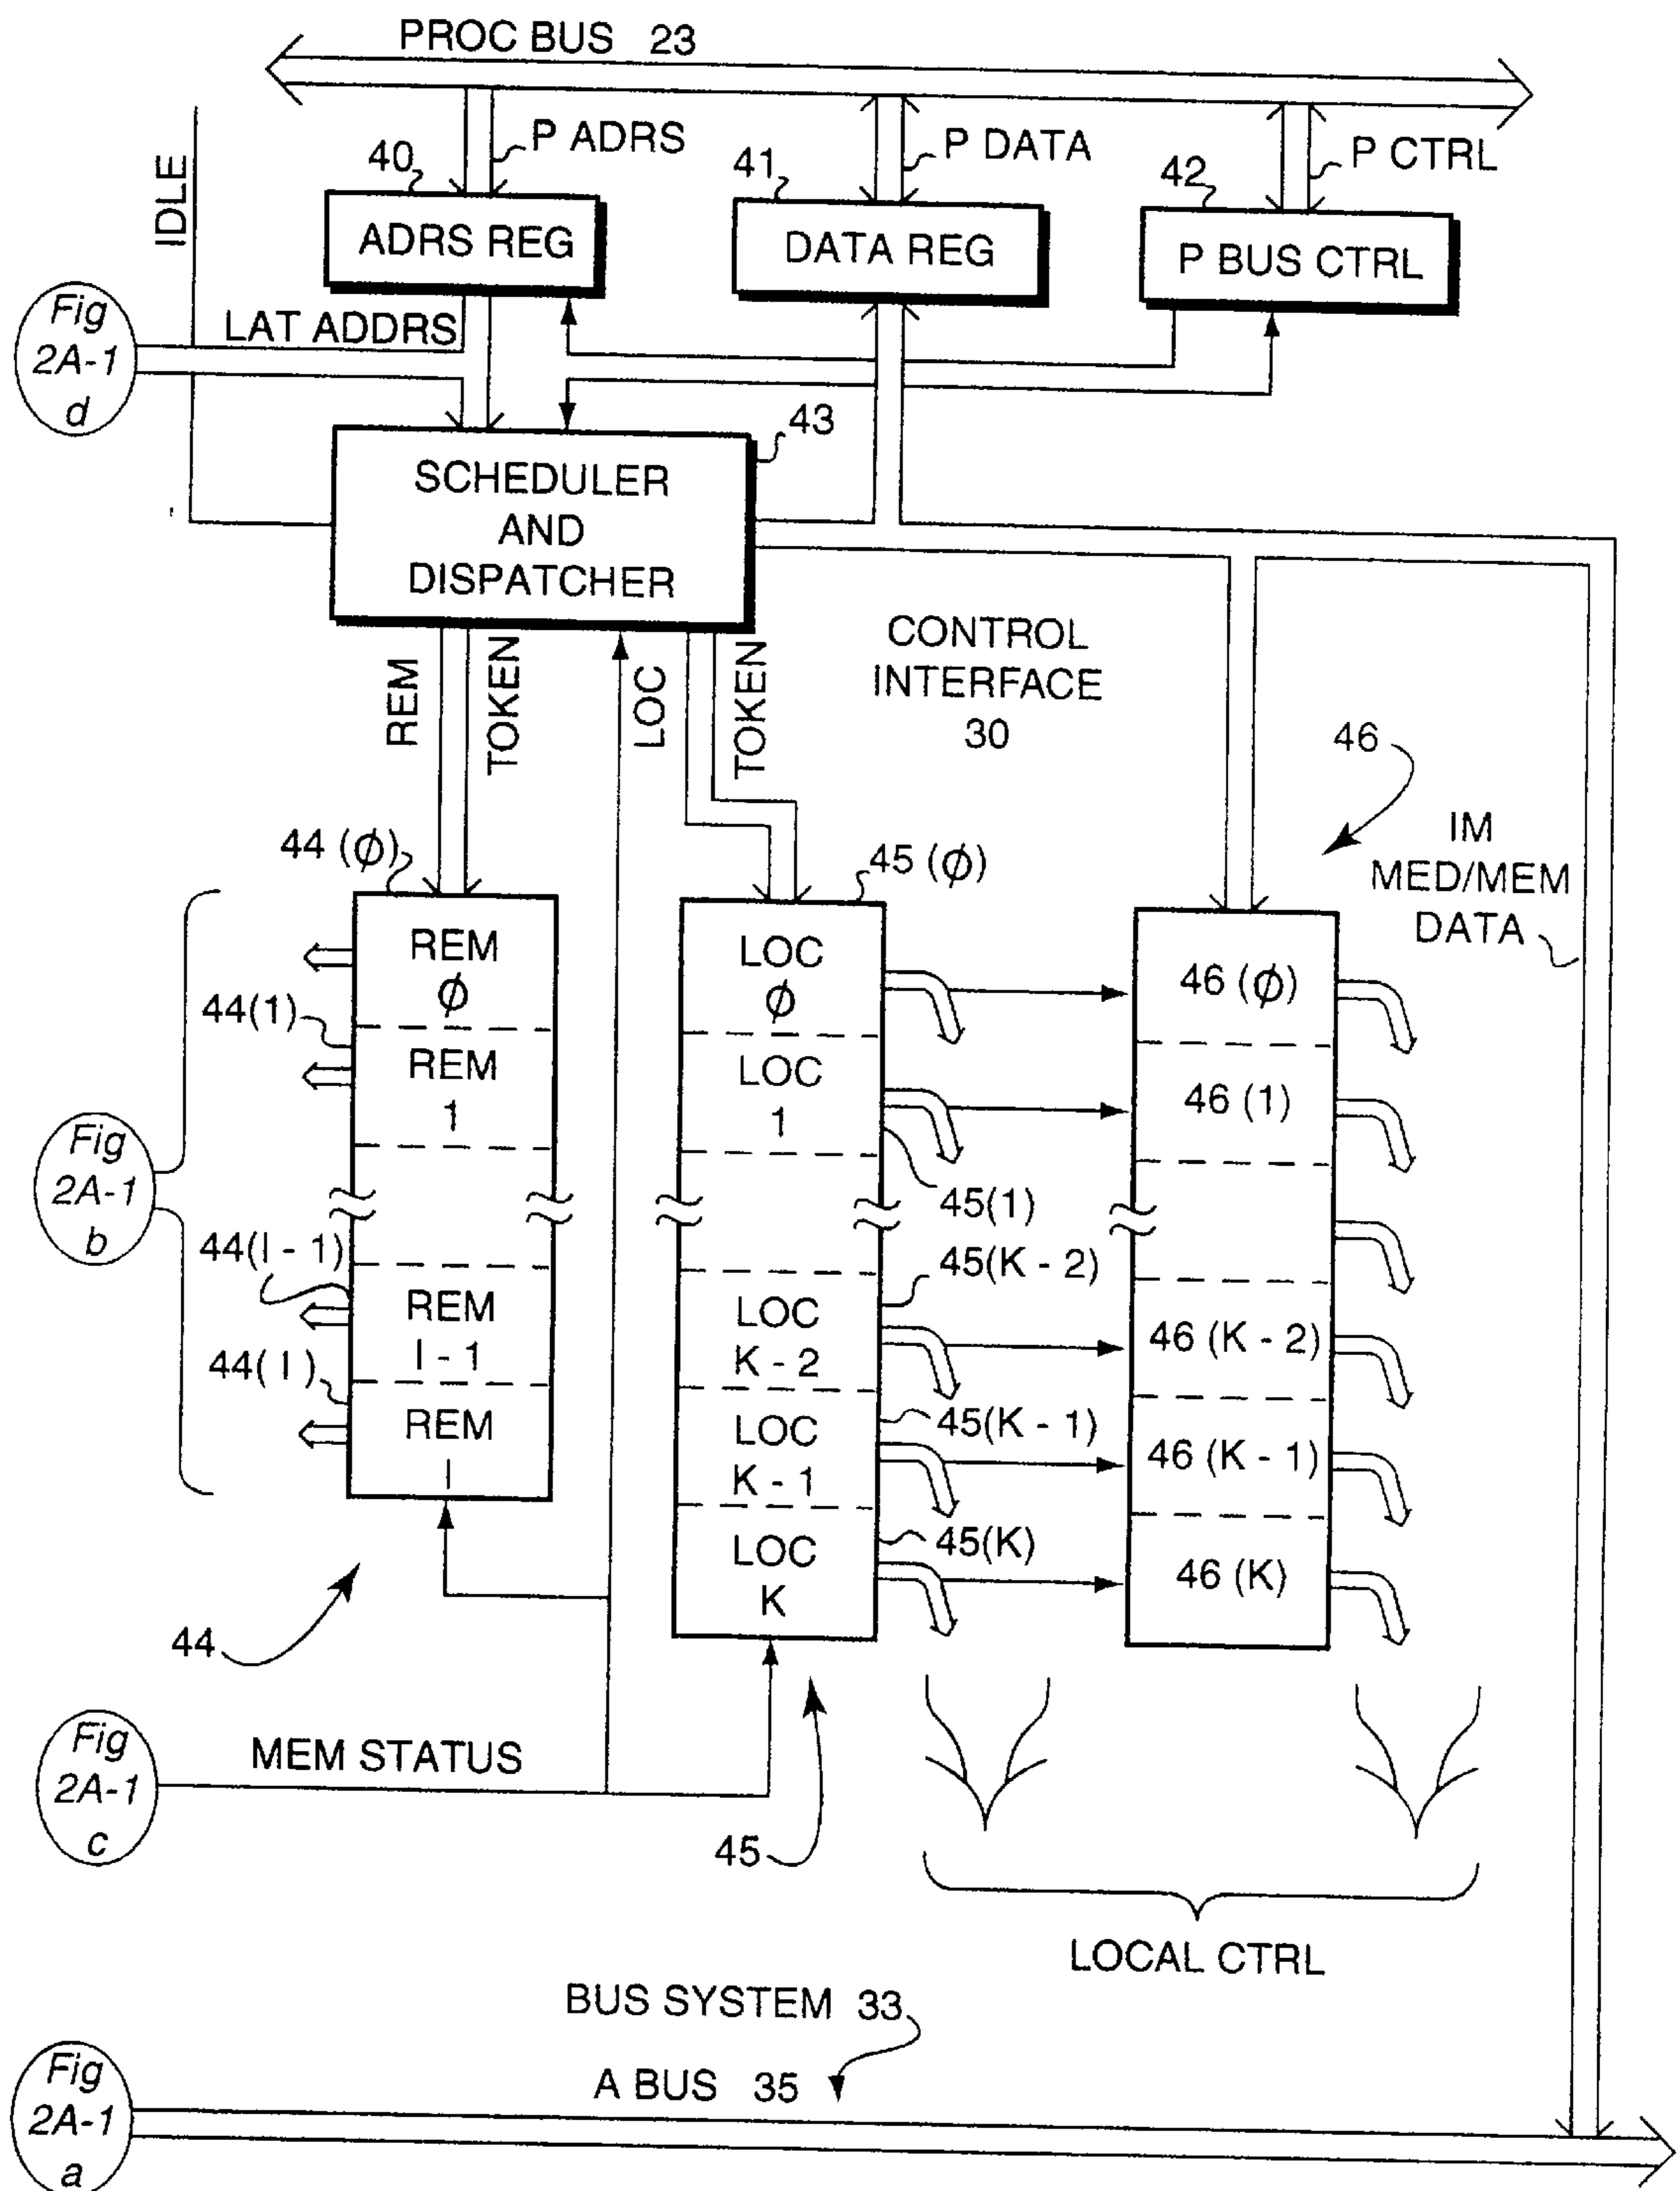 PROC BUS 23
P ADRS
P DATA
P CTRL
IDLE
40
41
42
ADRS REG
DATA REG
P BUS CTRL
Fig
2A-1
d
LAT ADDRS
43
SCHEDULER
AND
DISPATCHER
REM
TOKEN
LOC
TOKEN
CONTROL
INTERFACE
30
46
IM
MED/MEM
DATA
44 (ϕ)
45 (ϕ)
REM
ϕ
44(1)
REM
1
Fig
2A-1
b
44(I - 1)
REM
I - 1
44( I )
REM
I
44
LOC
ϕ
LOC
1
45(1)
45(K - 2)
LOC
K - 2
45(K - 1)
LOC
K - 1
45(K)
LOC
K
46 (ϕ)
46 (1)
46 (K - 2)
46 (K - 1)
46 (K)
Fig
2A-1
c
MEM STATUS
45
LOCAL CTRL
BUS SYSTEM 33
A BUS 35
Fig
2A-1
a